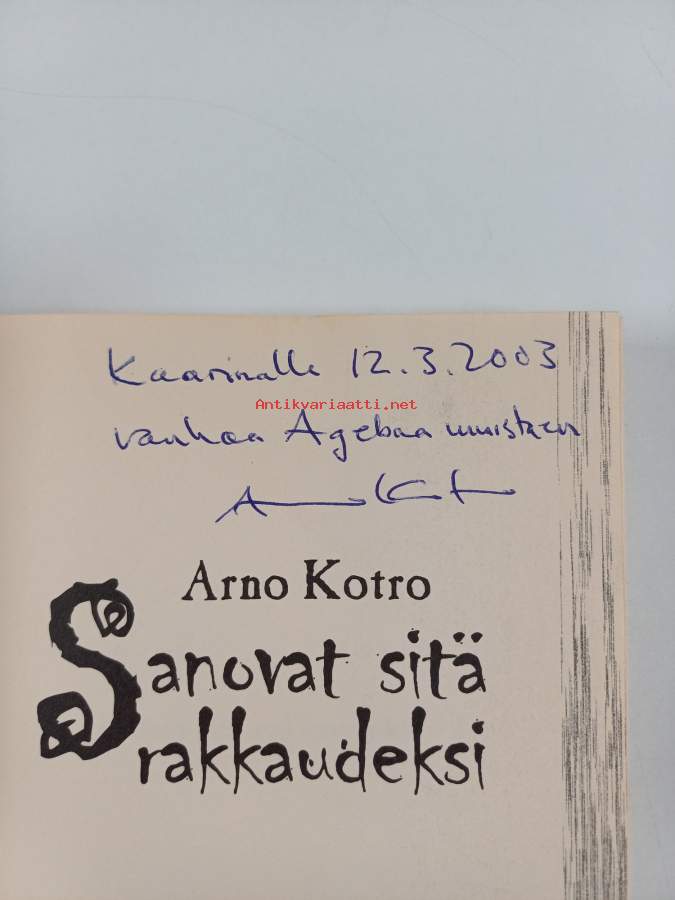 Kaarinalle 12.3.2003
Antikvariaatti.net
vanhaa Agebaa muistaen
Arno Kotro
Sanovat sitä
rakkaudeksi